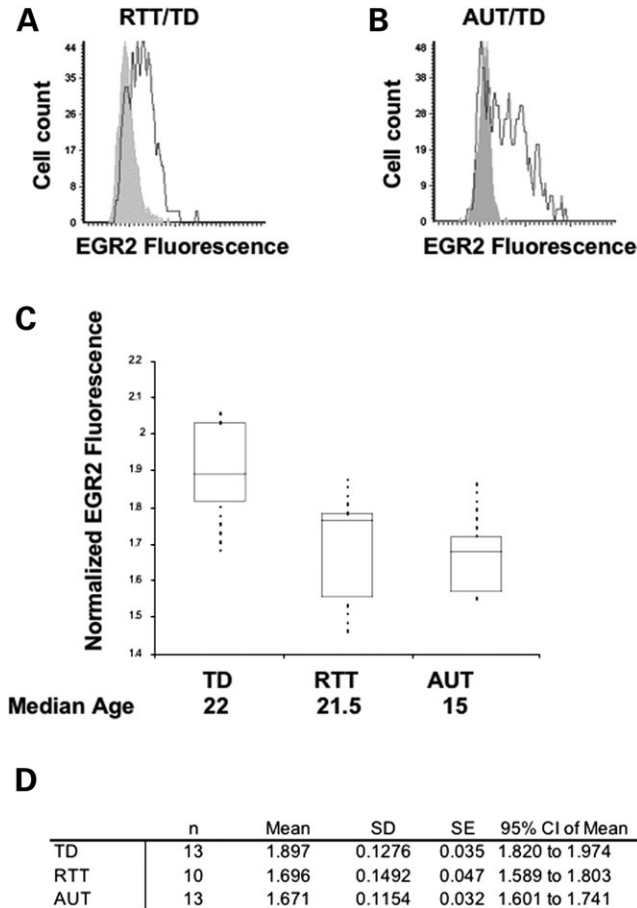 A
RTT/TD
44
35
26
17
8
0
Cell count
EGR2 Fluorescence
B
AUT/TD
48
38
29
19
9
0
Cell count
EGR2 Fluorescence
C
Normalized EGR2 Fluorescence
22
2.1
2
1.9
1.8
1.7
1.6
1.5
1.4
TD RTT AUT
Median Age 22 21.5 15
D
n Mean SD SE 95% CI of Mean
TD 13 1.897 0.1276 0.035 1.820 to 1.974
RTT 10 1.696 0.1492 0.047 1.589 to 1.803
AUT 13 1.671 0.1154 0.032 1.601 to 1.741